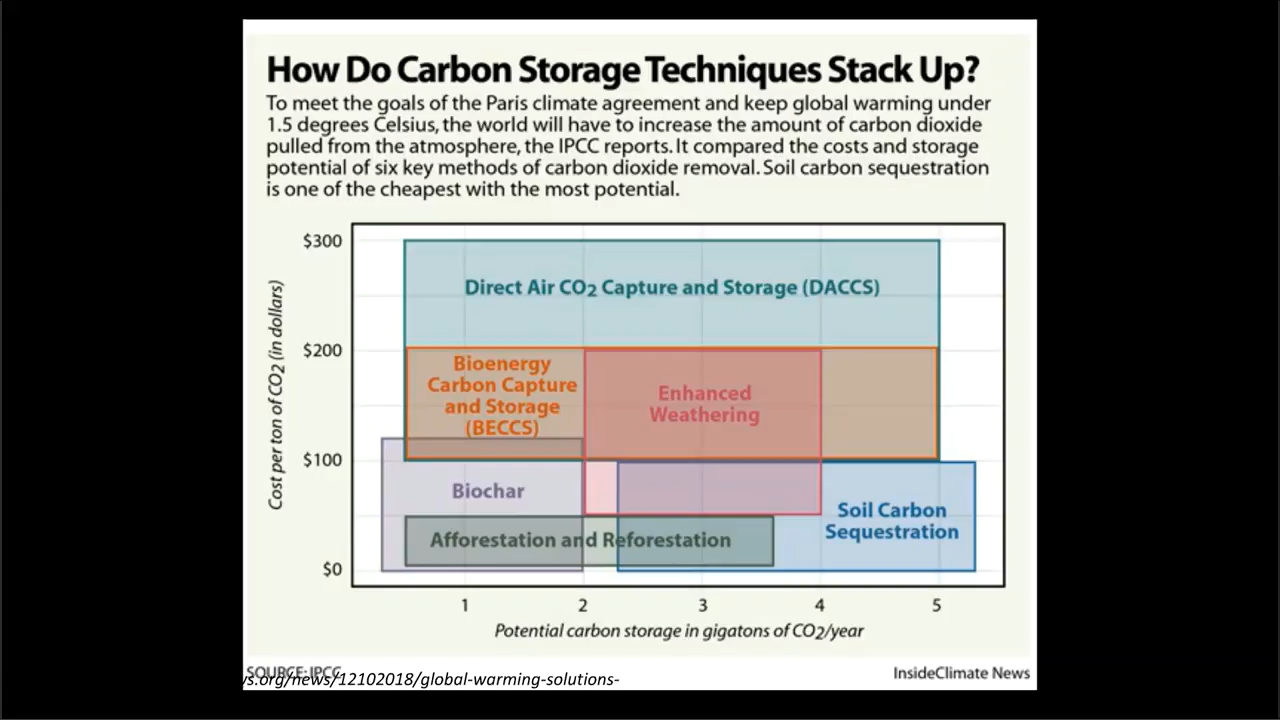 How Do Carbon Storage Techniques Stack Up?
To meet the goals of the Paris climate agreement and keep global warming under
1.5 degrees Celsius, the world will have to increase the amount of carbon dioxide
pulled from the atmosphere, the IPCC reports. It compared the costs and storage
potential of six key methods of carbon dioxide removal. Soil carbon sequestration
is one of the cheapest with the most potential.
Cost per ton of CO2 (in dollars)
$300
$200
$100
$0
Direct Air CO2 Capture and Storage (DACCS)
Bioenergy
Carbon Capture
and Storage
(BECCS)
Enhanced
Weathering
Biochar
Soil Carbon
Sequestration
Afforestation and Reforestation
1 2 3 4 5
Potential carbon storage in gigatons of CO2/year
SOURCE: IPCC
InsideClimate News
vs.org/news/12102018/global-warming-solutions-